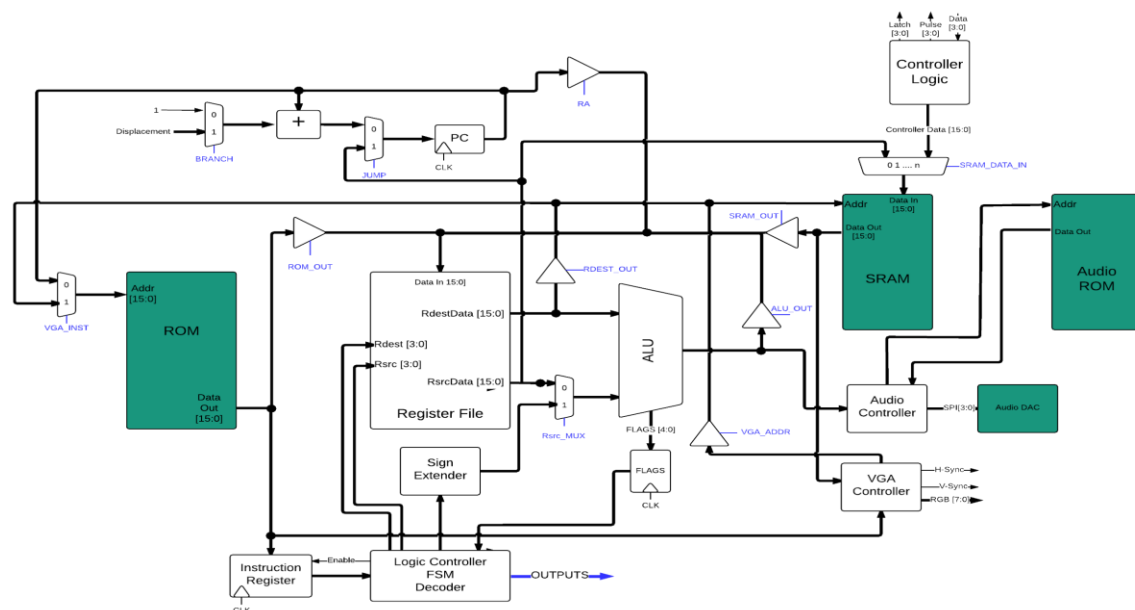 Latch
[3:0]
Pulse
[3:0]
Data
[3:0]
Controller
Logic
Controller Data [15:0]
0 1 .... n
SRAM_DATA_IN
RA
1
Displacement
0
1
BRANCH
+
0
1
JUMP
PC
CLK
Addr
Data In
[15:0]
Data Out
[15:0]
SRAM
SRAM_OUT
Addr
Data Out
Audio
ROM
0
1
VGA_INST
Addr
[15:0]
ROM
Data
Out
[15:0]
ROM_OUT
Data In 15:0]
RdestData [15:0]
Rdest [3:0]
Rsrc [3:0]
RsrcData [15:0]
Register File
RDEST_OUT
0
1
Rsrc_MUX
ALU
ALU_OUT
FLAGS [4:0]
FLAGS
CLK
VGA_ADDR
Audio
Controller
SPI[3:0]
Audio DAC
VGA
Controller
H-Sync
V-Sync
RGB [7:0]
Sign
Extender
Instruction
Register
CLK
Enable
Logic Controller
FSM
Decoder
OUTPUTS